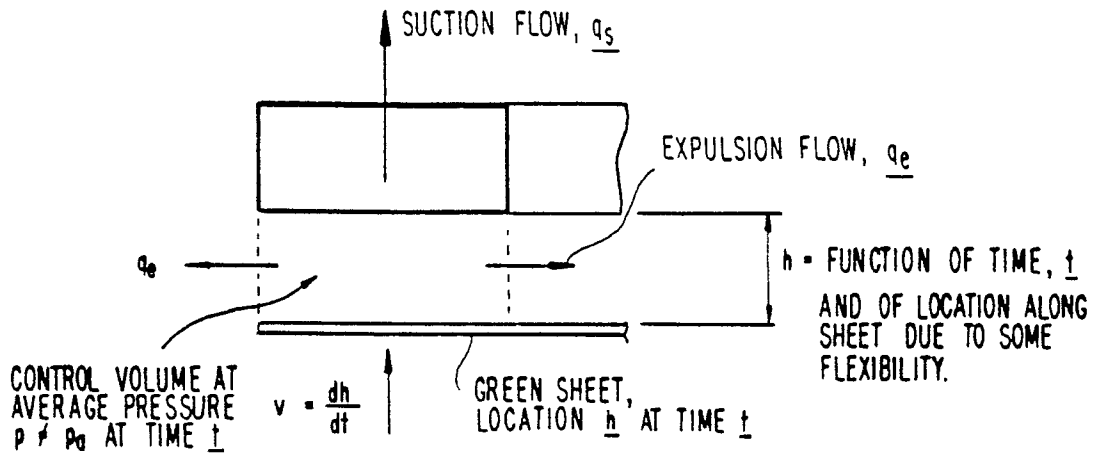 SUCTION FLOW, qs
EXPULSION FLOW, qe
qe
h = FUNCTION OF TIME, t
AND OF LOCATION ALONG
SHEET DUE TO SOME
FLEXIBILITY.
CONTROL VOLUME AT
AVERAGE PRESSURE
p ≠ pa AT TIME t
v = dh/dt
GREEN SHEET,
LOCATION h AT TIME t